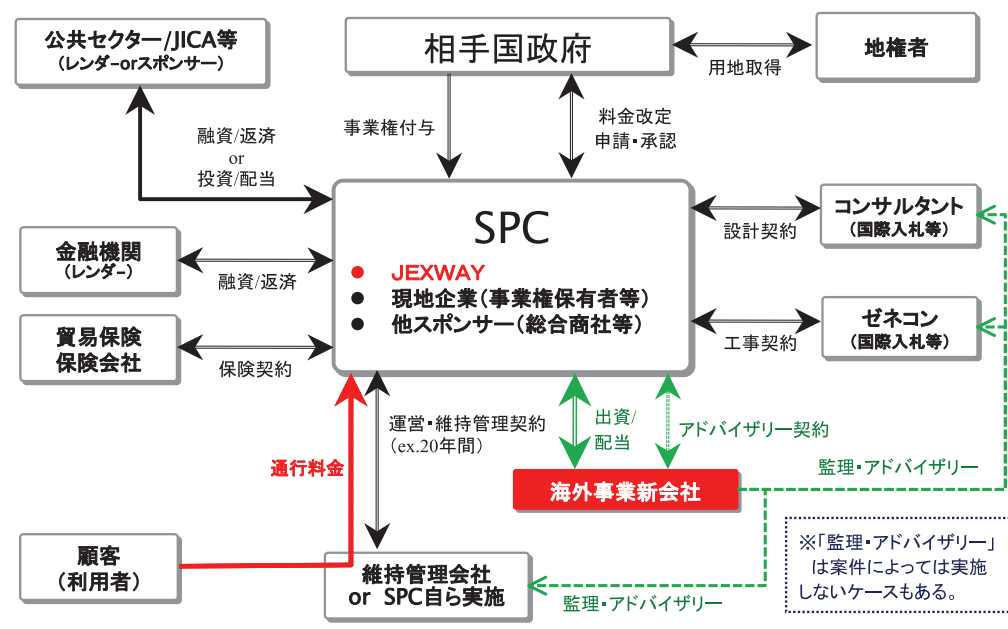 公共セクター/JICA等
(レンダーorスポンサー)
相手国政府
地権者
用地取得
事業権付与
料金改定
申請・承認
融資/返済
or
投資/配当
SPC
● JEXWAY
● 現地企業(事業権保有者等)
● 他スポンサー(総合商社等)
設計契約
コンサルタント
(国際入札等)
金融機関
(レンダー)
融資/返済
貿易保険
保険会社
保険契約
工事契約
ゼネコン
(国際入札等)
運営・維持管理契約
(ex.20年間)
出資/
配当
アドバイザリー契約
通行料金
監理・アドバイザリー
海外事業新会社
顧客
(利用者)
維持管理会社
or SPC自ら実施
監理・アドバイザリー
※「監理・アドバイザリー」
は案件によっては実施
しないケースもある。